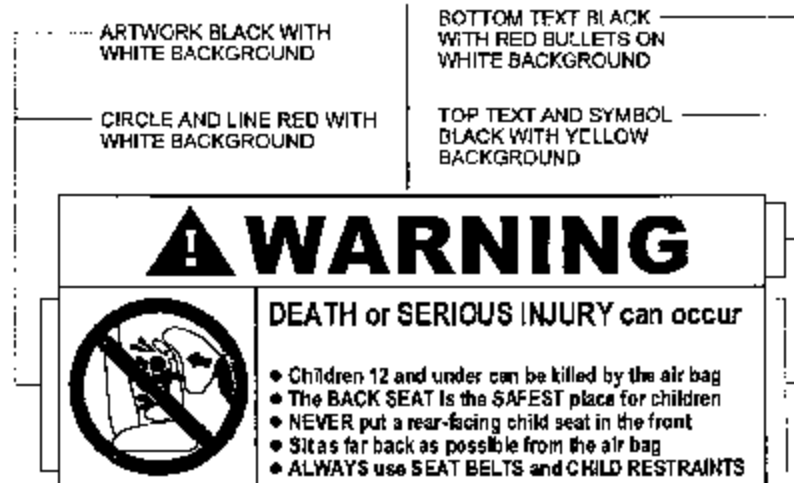 ARTWORK BLACK WITH
WHITE BACKGROUND
BOTTOM TEXT BLACK
WITH RED BULLETS ON
WHITE BACKGROUND
CIRCLE AND LINE RED WITH
WHITE BACKGROUND
TOP TEXT AND SYMBOL
BLACK WITH YELLOW
BACKGROUND
! WARNING
DEATH or SERIOUS INJURY can occur
• Children 12 and under can be killed by the air bag
• The BACK SEAT is the SAFEST place for children
• NEVER put a rear-facing child seat in the front
• Sit as far back as possible from the air bag
• ALWAYS use SEAT BELTS and CHILD RESTRAINTS